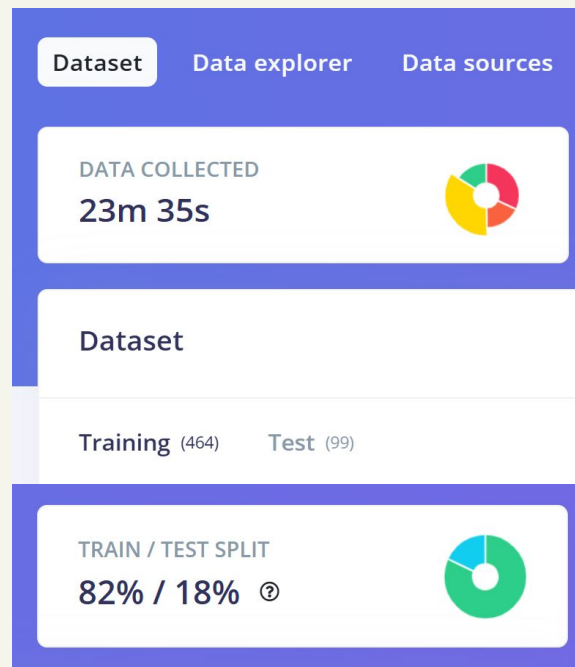 Dataset Data explorer Data sources
DATA COLLECTED
23m 35s
Dataset
Training (464) Test (99)
TRAIN / TEST SPLIT
82% / 18% ?